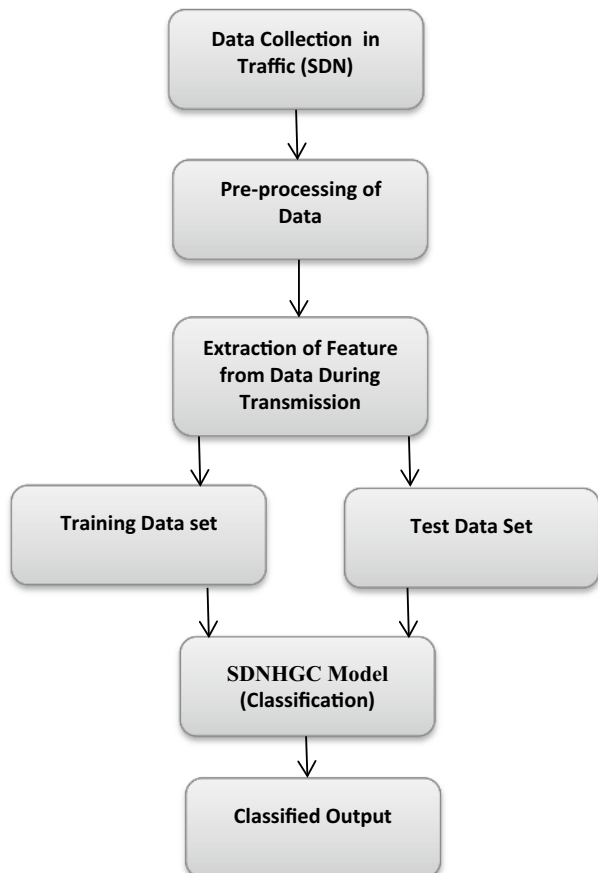 Data Collection in
Traffic (SDN)
Pre-processing of
Data
Extraction of Feature
from Data During
Transmission
Training Data set
Test Data Set
SDNHGC Model
(Classification)
Classified Output